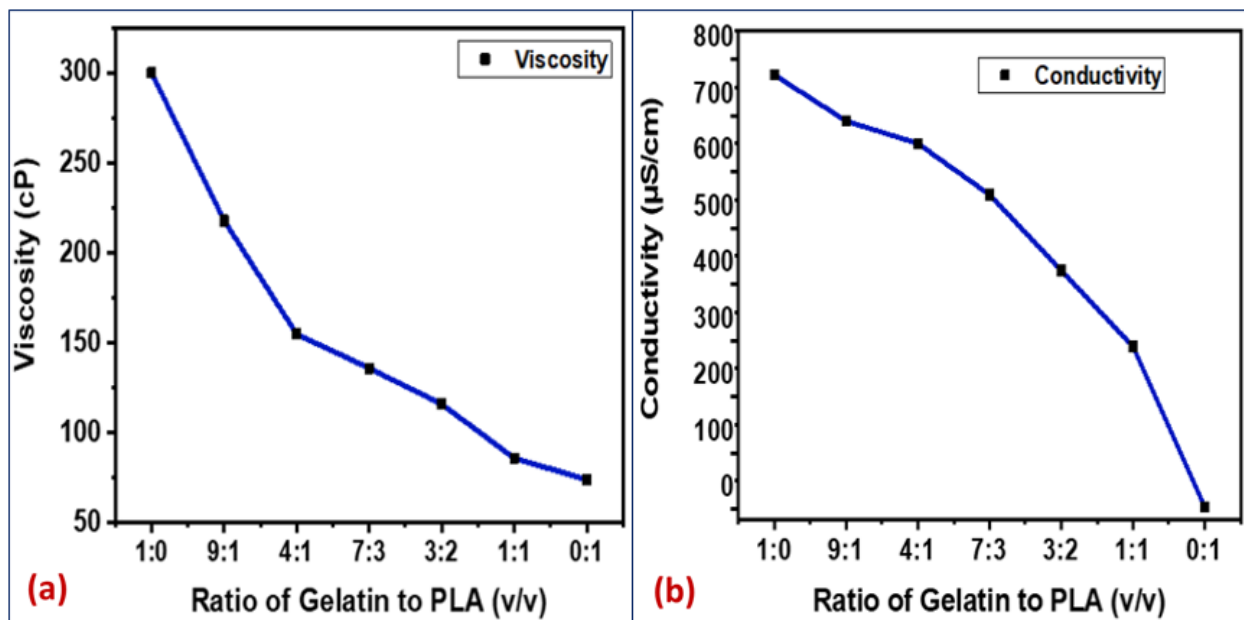 Viscosity
300
250
200
150
100
50
Viscosity (cP)
1:0 9:1 4:1 7:3 3:2 1:1 0:1
Ratio of Gelatin to PLA (v/v)
(a)
Conductivity
800
700
600
500
400
300
200
100
0
Conductivity (µS/cm)
1:0 9:1 4:1 7:3 3:2 1:1 0:1
Ratio of Gelatin to PLA (v/v)
(b)